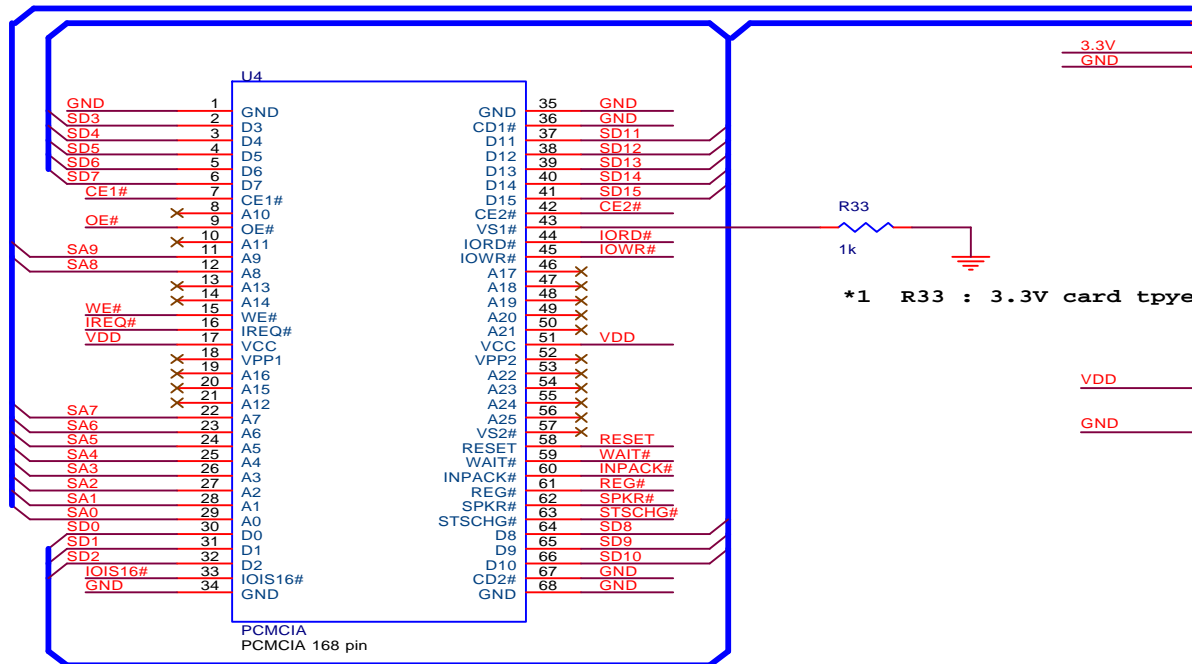 3.3V
GND
U4
GND 1 GND GND 35 GND
SD3 2 D3 CD1# 36 GND
SD4 3 D4 D11 37 SD11
SD5 4 D5 D12 38 SD12
SD6 5 D6 D13 39 SD13
SD7 6 D7 D14 40 SD14
CE1# 7 CE1# D15 41 SD15
8 A10 CE2# 42 CE2#
OE# 9 OE# VS1# 43
10 A11 IORD# 44 IORD#
SA9 11 A9 IOWR# 45 IOWR#
SA8 12 A8 A17 46
13 A13 A18 47
14 A14 A19 48
WE# 15 WE# A20 49
IREQ# 16 IREQ# A21 50
VDD 17 VCC VCC 51 VDD
18 VPP1 VPP2 52
19 A16 A22 53
20 A15 A23 54
21 A12 A24 55
SA7 22 A7 A25 56
SA6 23 A6 VS2# 57
SA5 24 A5 RESET 58 RESET
SA4 25 A4 WAIT# 59 WAIT#
SA3 26 A3 INPACK# 60 INPACK#
SA2 27 A2 REG# 61 REG#
SA1 28 A1 SPKR# 62 SPKR#
SA0 29 A0 STSCHG# 63 STSCHG#
SD0 30 D0 D8 64 SD8
SD1 31 D1 D9 65 SD9
SD2 32 D2 D10 66 SD10
IOIS16# 33 IOIS16# CD2# 67 GND
GND 34 GND GND 68 GND
PCMCIA
PCMCIA 168 pin
R33
1k
*1 R33 : 3.3V card tpye
VDD
GND